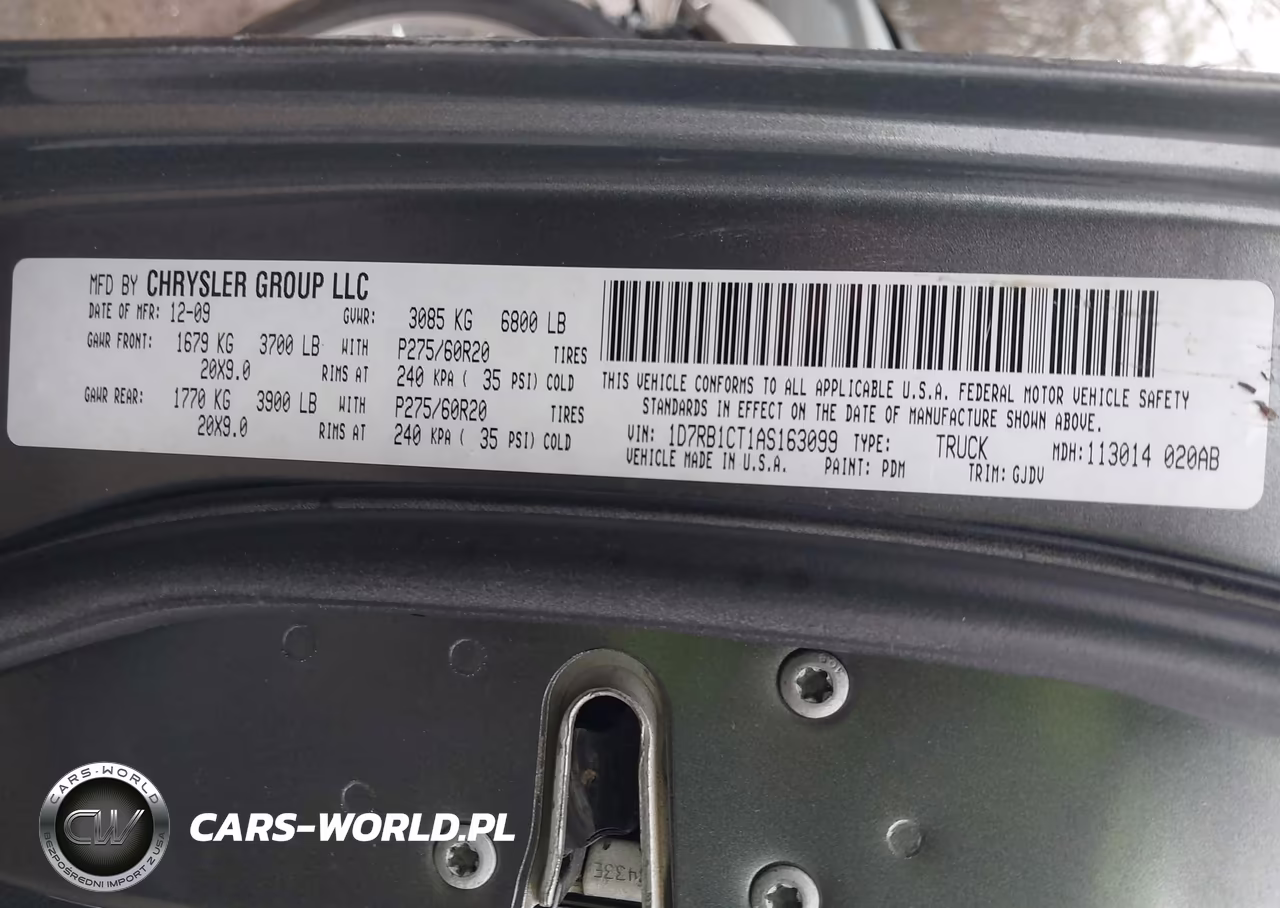 MFD BY CHRYSLER GROUP LLC
DATE OF MFR: 12-09 GVWR: 3085 KG 6800 LB
GAWR FRONT: 1679 KG 3700 LB WITH P275/60R20 TIRES
20X9.0 RIMS AT 240 KPA ( 35 PSI) COLD
GAWR REAR: 1770 KG 3900 LB WITH P275/60R20 TIRES
20X9.0 RIMS AT 240 KPA ( 35 PSI) COLD
THIS VEHICLE CONFORMS TO ALL APPLICABLE U.S.A. FEDERAL MOTOR VEHICLE SAFETY
STANDARDS IN EFFECT ON THE DATE OF MANUFACTURE SHOWN ABOVE.
VIN: 1D7RB1CT1AS163099 TYPE: TRUCK MDH: 113014 020AB
VEHICLE MADE IN U.S.A. PAINT: PDM TRIM: GJDV
CARS-WORLD
CW
BEZPOŚREDNI IMPORT Z USA
CARS-WORLD.PL